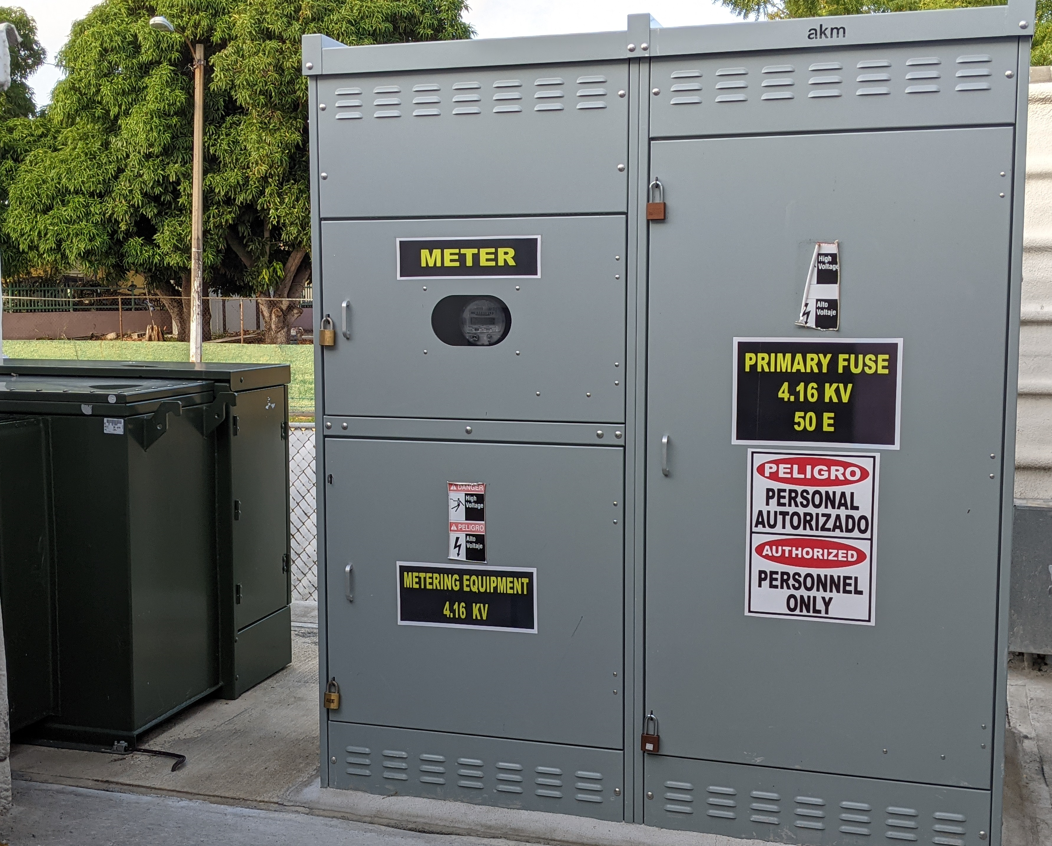 akm
METER
High
Voltage
Alto
Voltaje
PRIMARY FUSE
4.16 KV
50 E
PELIGRO
PERSONAL
AUTORIZADO
AUTHORIZED
PERSONNEL
ONLY
DANGER
High
Voltage
PELIGRO
Alto
Voltaje
METERING EQUIPMENT
4.16 KV